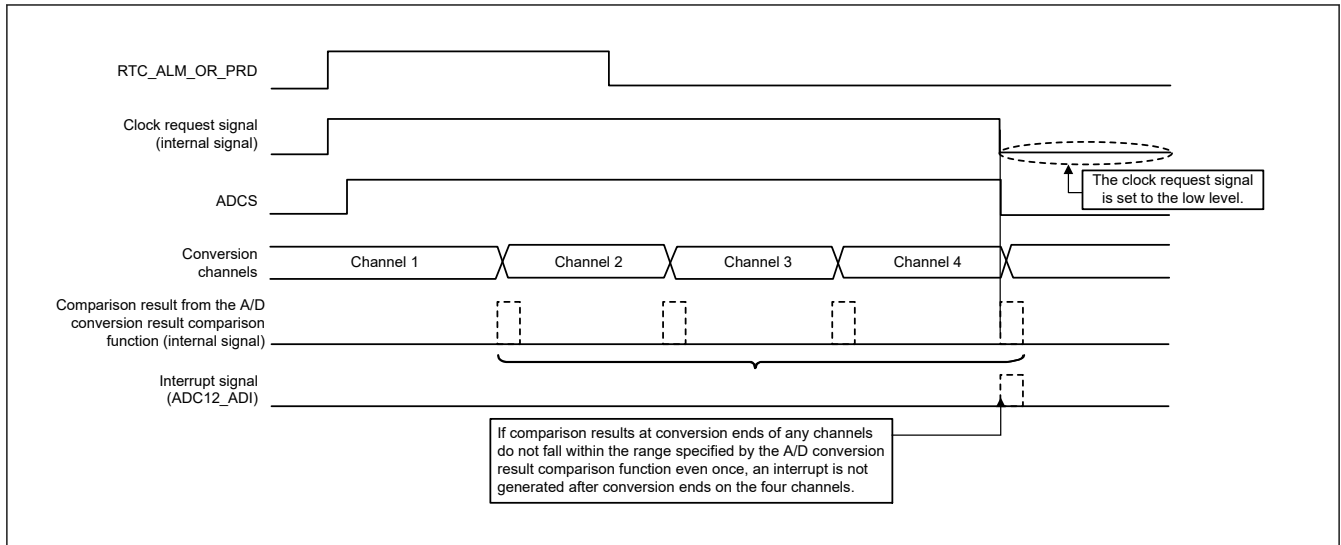 RTC_ALM_OR_PRD
Clock request signal
(internal signal)
The clock request signal
is set to the low level.
ADCS
Conversion
channels
Channel 1
Channel 2
Channel 3
Channel 4
Comparison result from the A/D
conversion result comparison
function (internal signal)
Interrupt signal
(ADC12_ADI)
If comparison results at conversion ends of any channels
do not fall within the range specified by the A/D conversion
result comparison function even once, an interrupt is not
generated after conversion ends on the four channels.